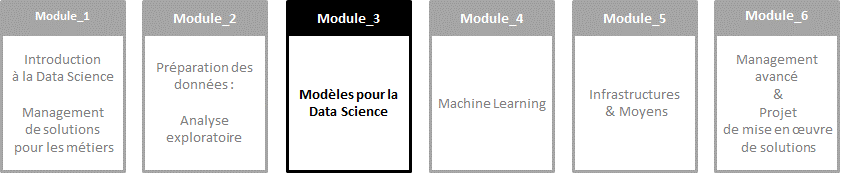 Module_1
Introduction
à la Data Science
Management
de solutions
pour les métiers
Module_2
Préparation des
données :
Analyse
exploratoire
Module_3
Modèles pour la
Data Science
Module_4
Machine Learning
Module_5
Infrastructures
& Moyens
Module_6
Management
avancé
&
Projet
de mise en œuvre
de solutions